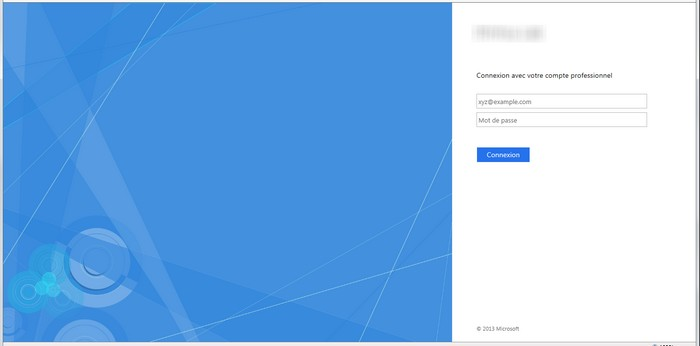 Connexion avec votre compte professionnel
xyz@example.com
Mot de passe
Connexion
© 2013 Microsoft